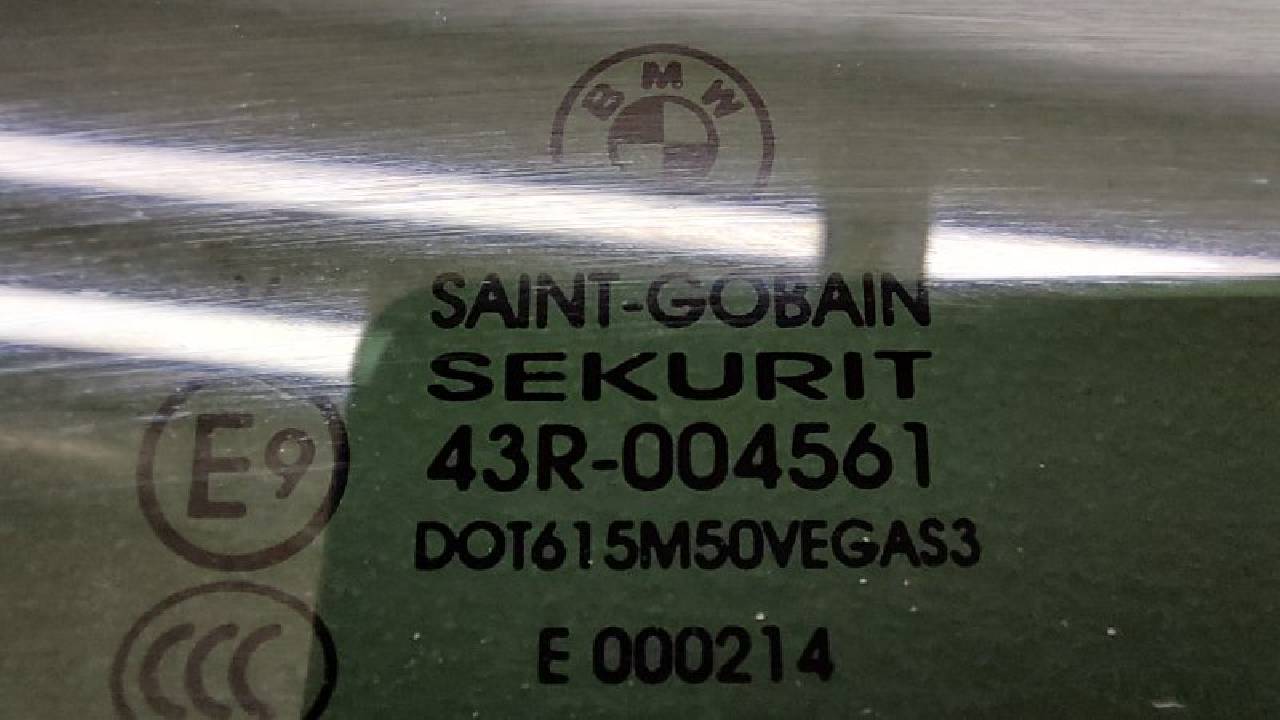 BMW
SAINT-GOBAIN
SEKURIT
E9
43R-004561
DOT615M50VEGAS3
E 000214
CCC